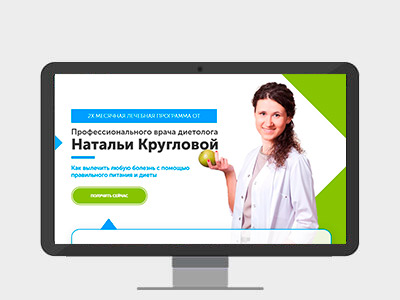 2Х МЕСЯЧНАЯ ЛЕЧЕБНАЯ ПРОГРАММА ОТ
Профессионального врача диетолога
Натальи Кругловой
Как вылечить любую болезнь с помощью
правильного питания и диеты
ПОЛУЧИТЬ СЕЙЧАС